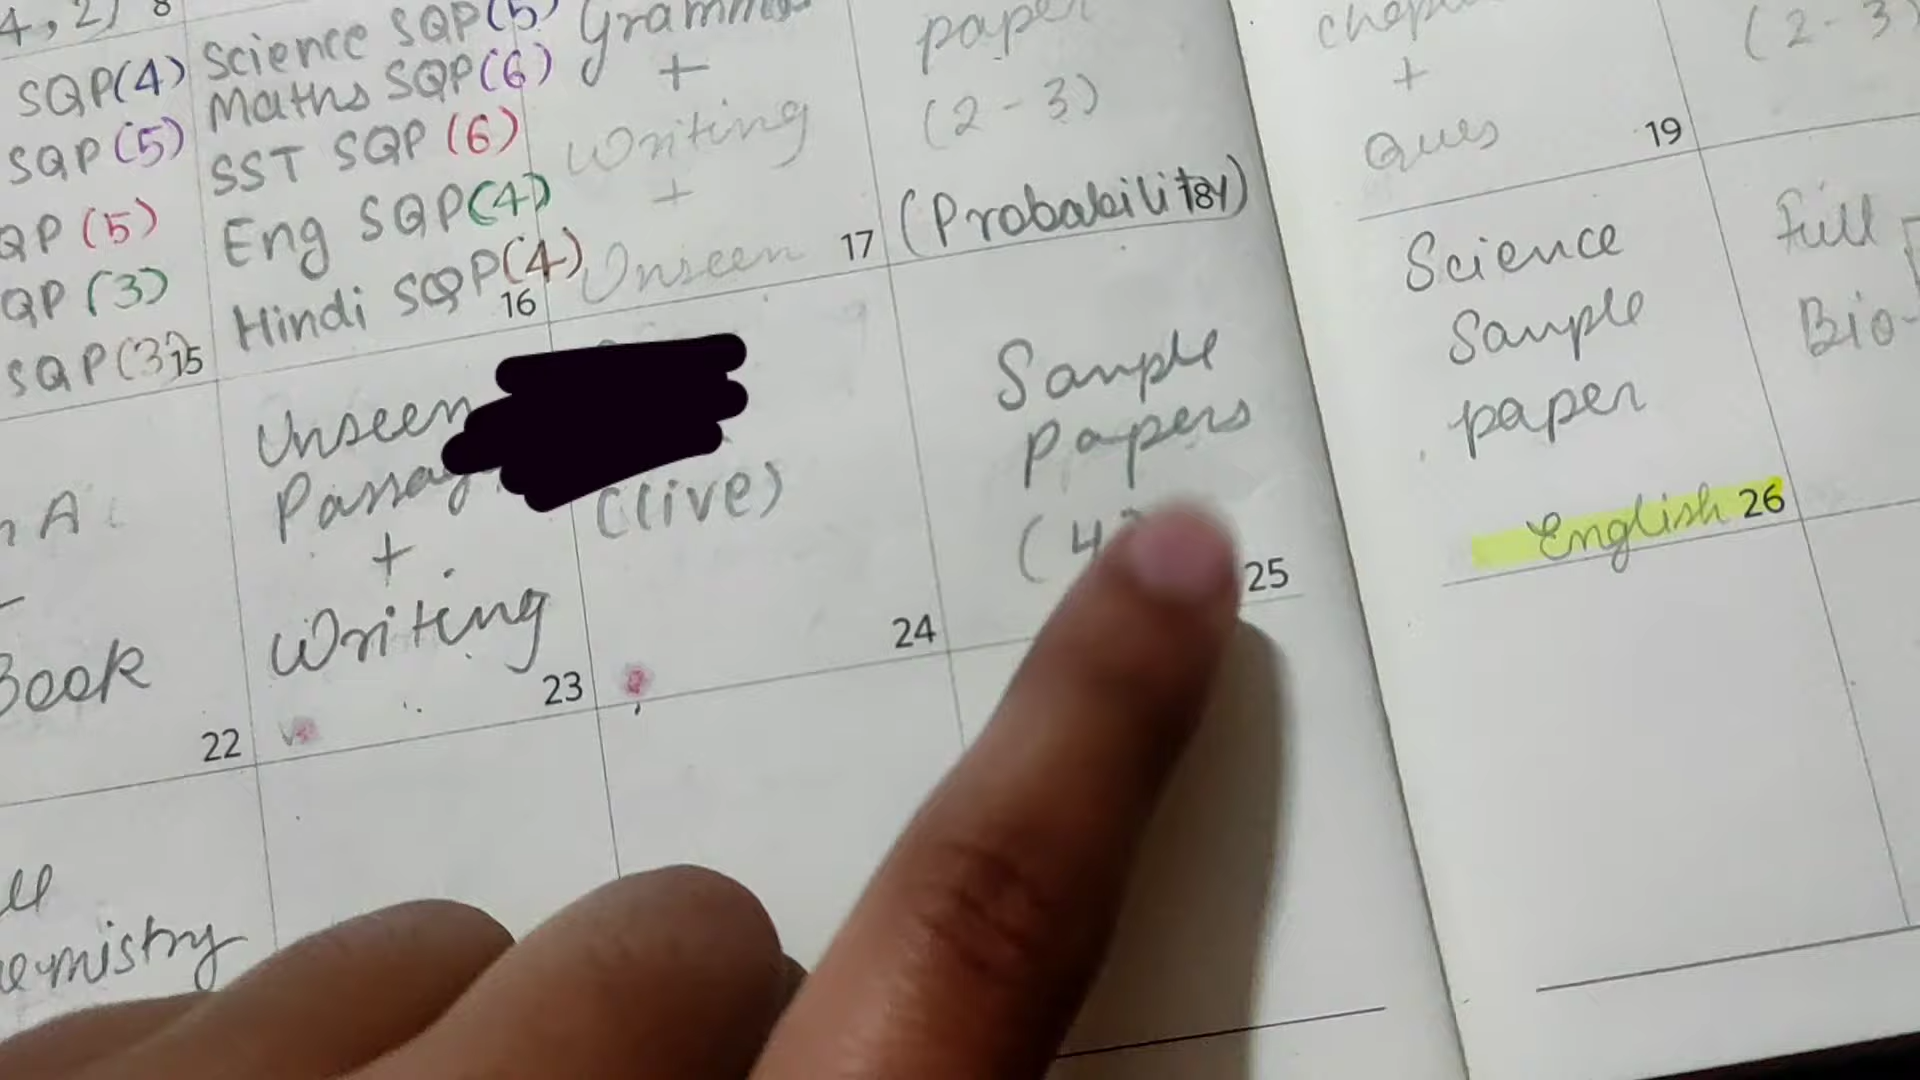 4, 2) 8
SQP(4)
SQP (5)
QP (5)
QP (3)
SQP(3)
15
Science SQP(5)
Maths SQP(6)
SST SQP (6)
Eng SQP(4)
Hindi SQP(4)
16
Grammar
+
Writing
+
Unseen
17
paper
(2-3)
(Probability)
18
+
Ques
19
(2-3)
A
Book
22
Unseen
+
Writing
23
(live)
24
Sample
Papers
(4
25
Science
Sample
paper
English 26
Full
Bio-
emistry